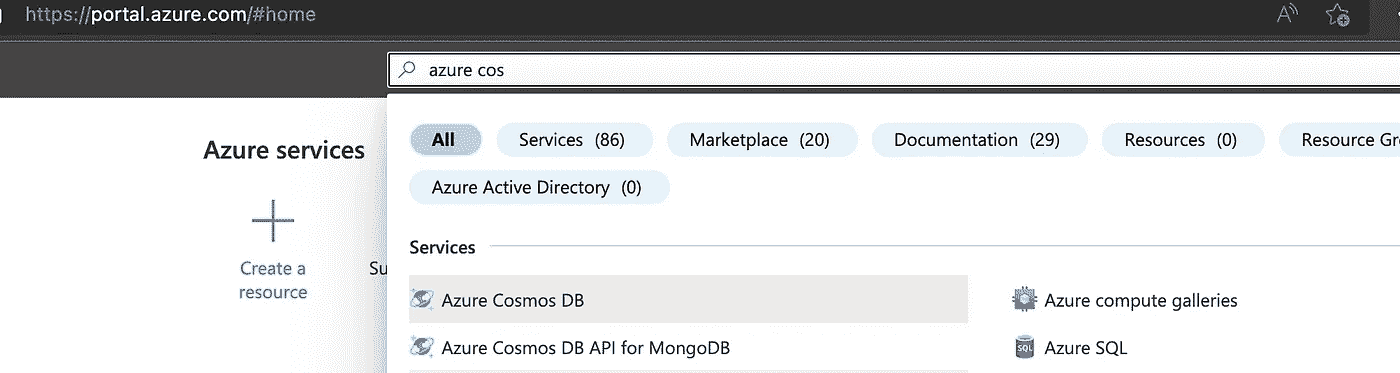 https://portal.azure.com/#home
azure cos
All Services (86) Marketplace (20) Documentation (29) Resources (0) Resource Gr
Azure Active Directory (0)
Azure services
Create a
resource
Su
Services
Azure Cosmos DB
Azure compute galleries
Azure Cosmos DB API for MongoDB
SQL Azure SQL